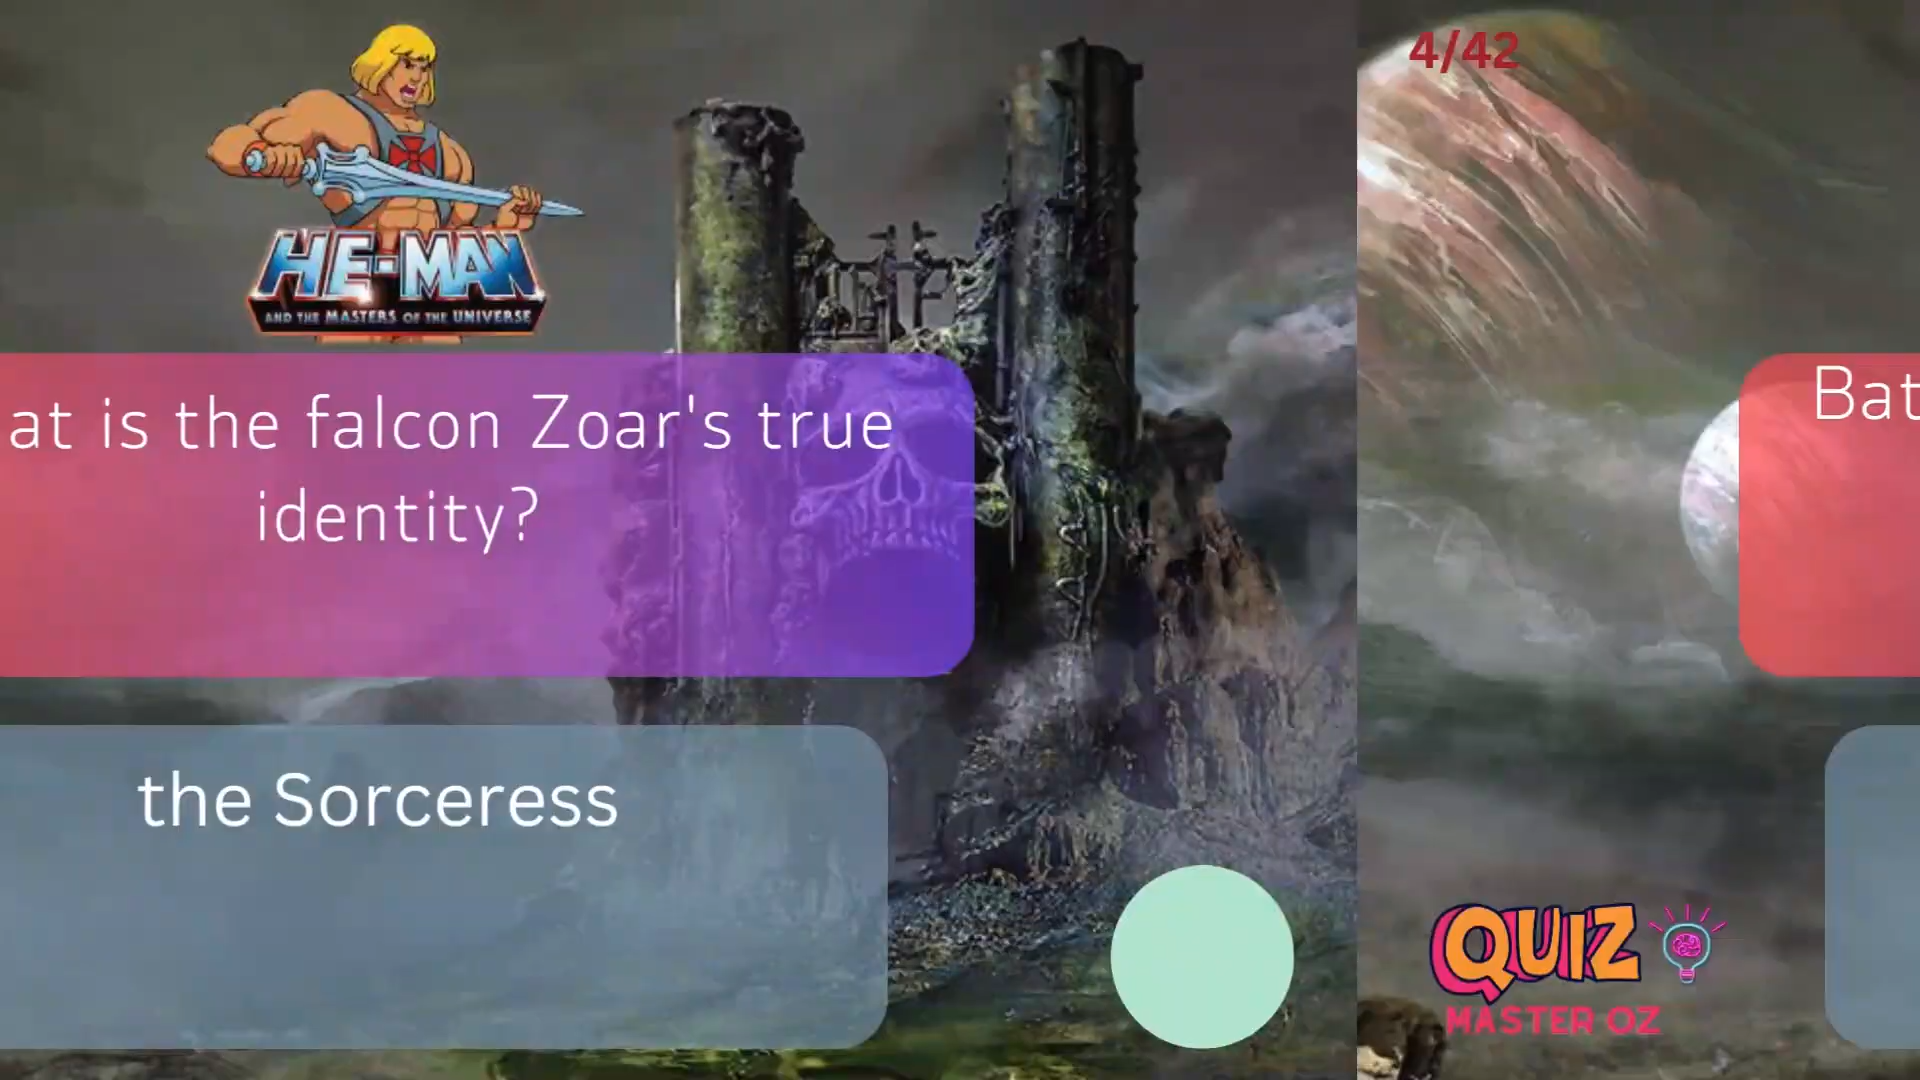 4/42
HE-MAN
AND THE MASTERS OF THE UNIVERSE
at is the falcon Zoar's true
identity?
Bat
the Sorceress
QUIZ
MASTER OZ